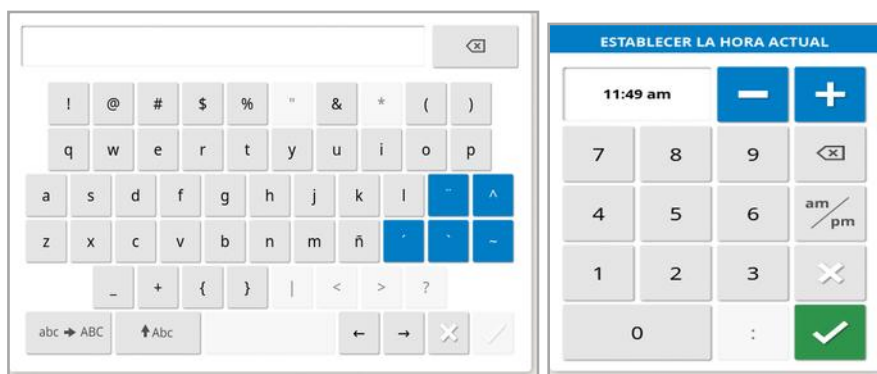 ! @ # $ % " & * ( )
q w e r t y u i o p
a s d f g h j k l ¨ ^
z x c v b n m ñ ´ ` ~
_ + { } | < > ?
abc ➔ ABC Abc ← →
ESTABLECER LA HORA ACTUAL
11:49 am
7 8 9
4 5 6 am/pm
1 2 3
0 :